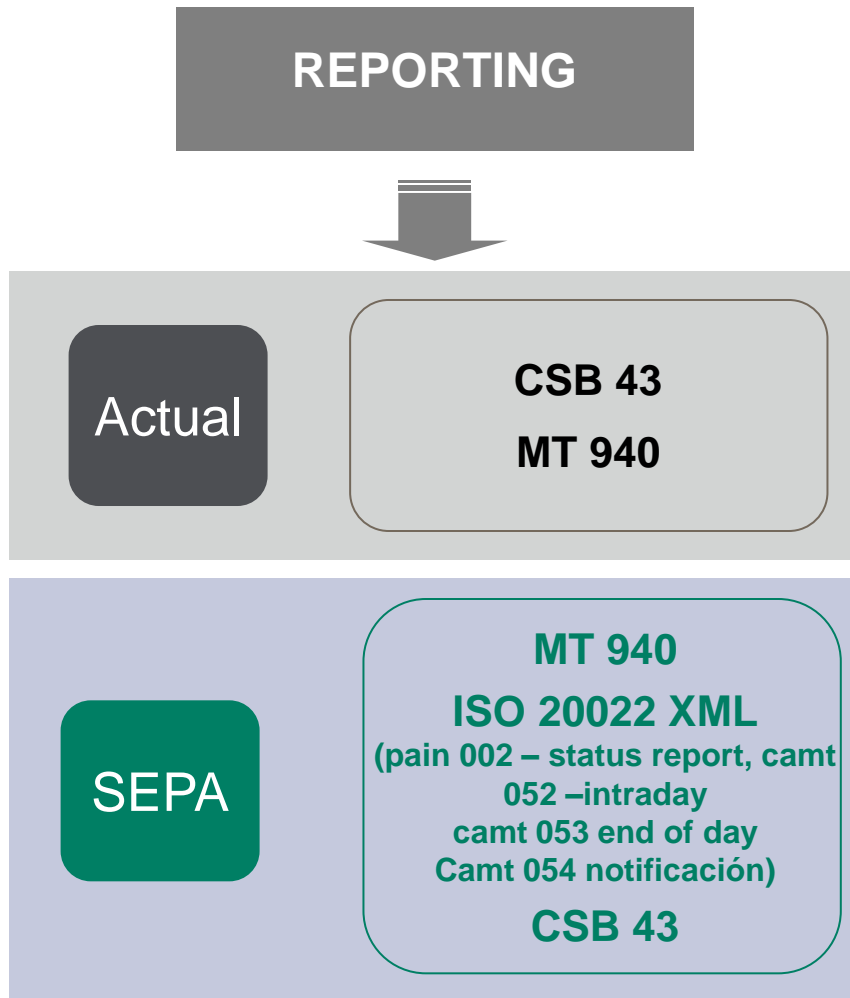 REPORTING
Actual
CSB 43
MT 940
SEPA
MT 940
ISO 20022 XML
(pain 002 – status report, camt
052 –intraday
camt 053 end of day
Camt 054 notificación)
CSB 43